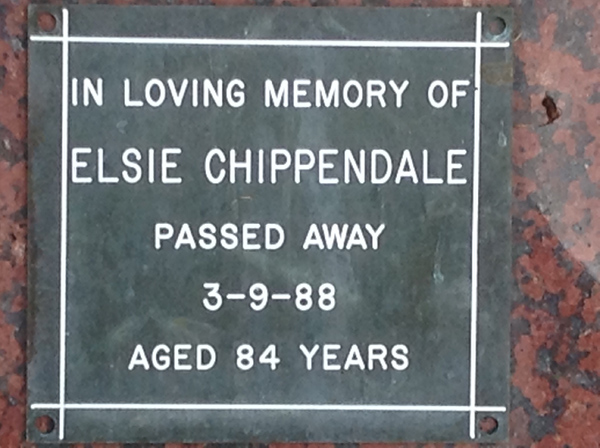 IN LOVING MEMORY OF
ELSIE CHIPPENDALE
PASSED AWAY
3-9-88
AGED 84 YEARS